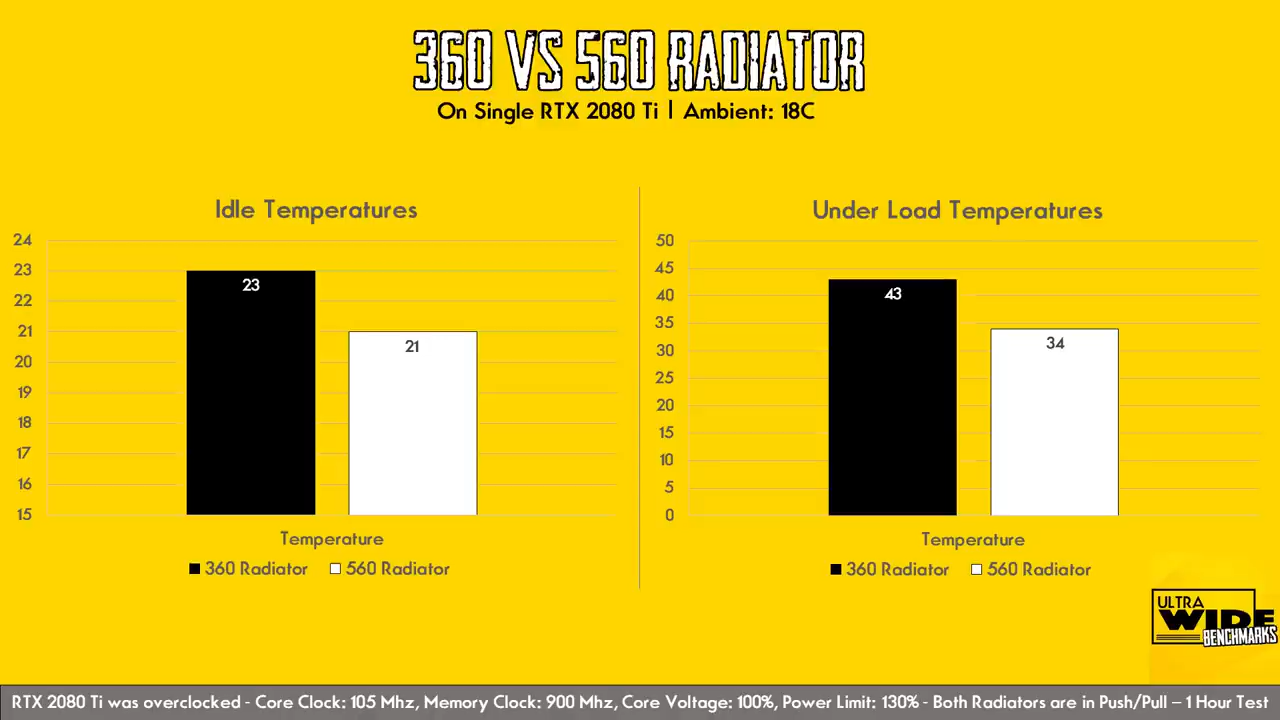 360 VS 560 RADIATOR
On Single RTX 2080 Ti | Ambient: 18C
Idle Temperatures
24
23
22
21
20
19
18
17
16
15
23
21
Temperature
360 Radiator 560 Radiator
Under Load Temperatures
50
45
40
35
30
25
20
15
10
5
0
43
34
Temperature
360 Radiator 560 Radiator
ULTRA
WIDE
BENCHMARKS
RTX 2080 Ti was overclocked - Core Clock: 105 Mhz, Memory Clock: 900 Mhz, Core Voltage: 100%, Power Limit: 130% - Both Radiators are in Push/Pull – 1 Hour Test